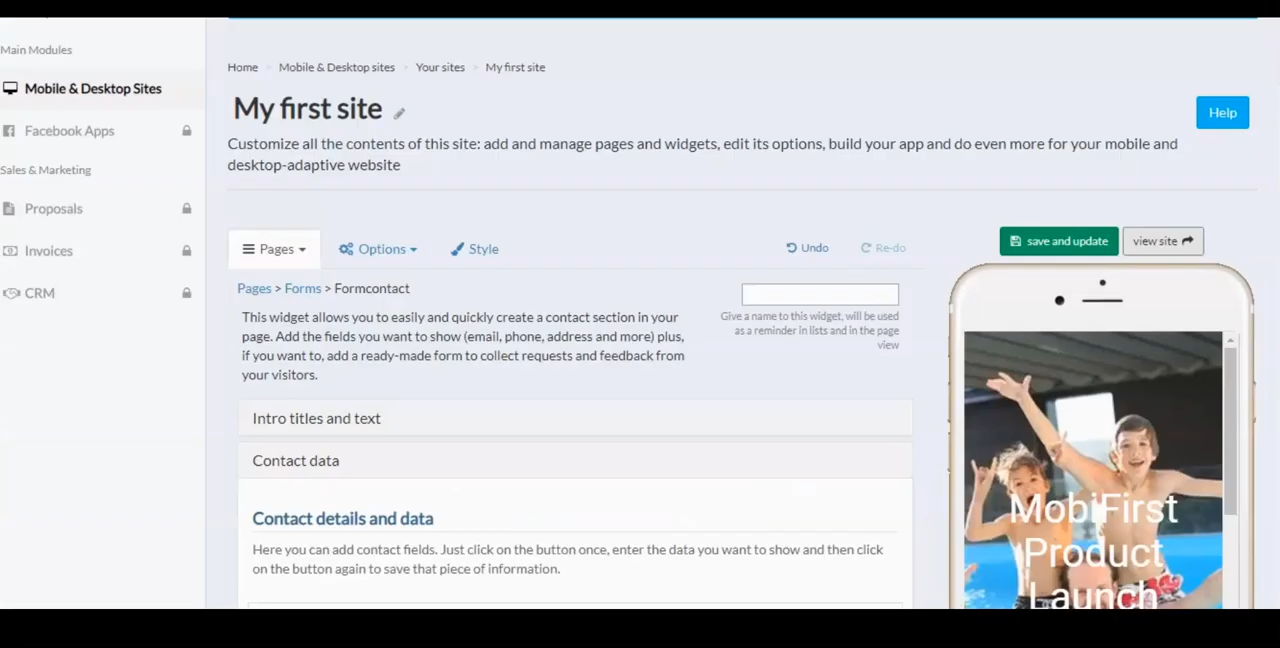 Main Modules
Mobile & Desktop Sites
Facebook Apps
Sales & Marketing
Proposals
Invoices
CRM
Home > Mobile & Desktop sites > Your sites > My first site
My first site
Help
Customize all the contents of this site: add and manage pages and widgets, edit its options, build your app and do even more for your mobile and
desktop-adaptive website
Pages
Options
Style
Undo
Re-do
save and update
view site
Pages > Forms > Formcontact
This widget allows you to easily and quickly create a contact section in your
page. Add the fields you want to show (email, phone, address and more) plus,
if you want to, add a ready-made form to collect requests and feedback from
your visitors.
Give a name to this widget, will be used
as a reminder in lists and in the page
view
Intro titles and text
Contact data
Contact details and data
Here you can add contact fields. Just click on the button once, enter the data you want to show and then click
on the button again to save that piece of information.
MobiFirst
Product
Launch